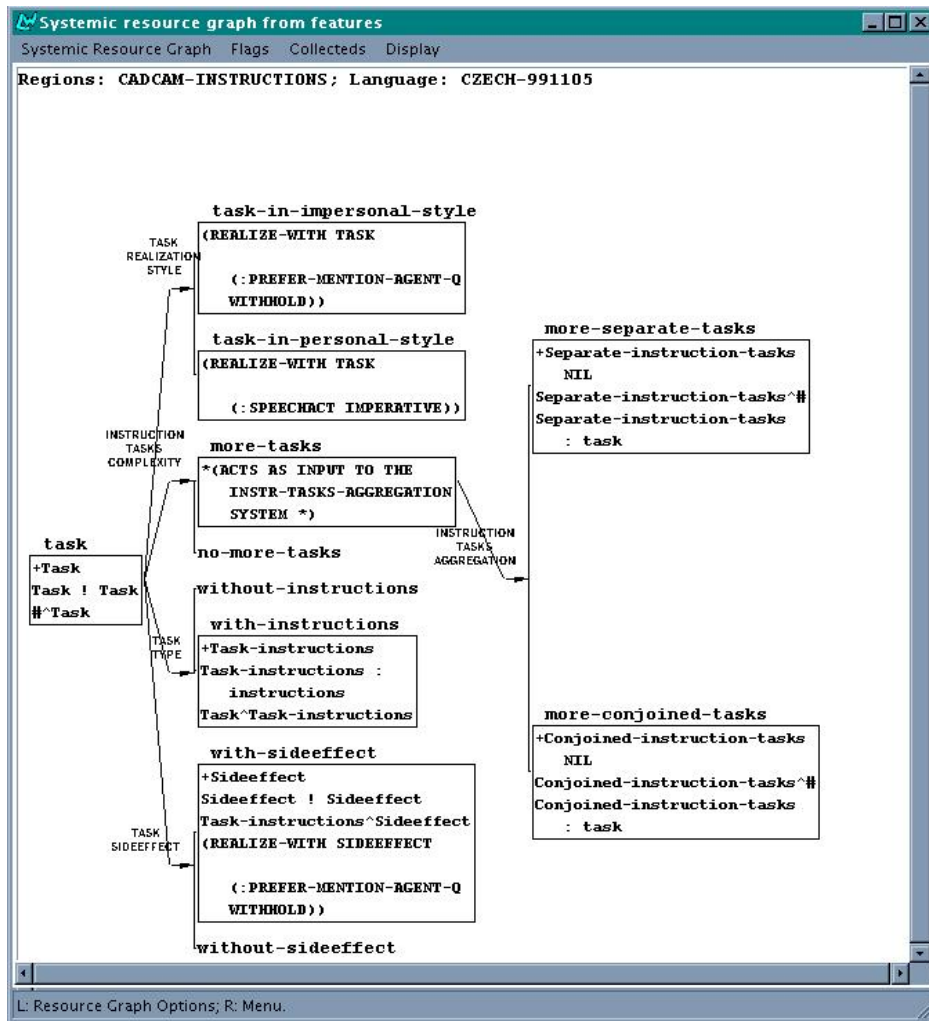 Systemic resource graph from features
Systemic Resource Graph Flags Collecteds Display
Regions: CADCAM-INSTRUCTIONS; Language: CZECH-991105
task-in-impersonal-style
(REALIZE-WITH TASK
(:PREFER-MENTION-AGENT-Q
WITHHOLD))
TASK
REALIZATION
STYLE
task-in-personal-style
(REALIZE-WITH TASK
(:SPEECHACT IMPERATIVE))
more-separate-tasks
+Separate-instruction-tasks
NIL
Separate-instruction-tasks^#
Separate-instruction-tasks
: task
INSTRUCTION
TASKS
COMPLEXITY
more-tasks
*(ACTS AS INPUT TO THE
INSTR-TASKS-AGGREGATION
SYSTEM *)
no-more-tasks
INSTRUCTION
TASKS
AGGREGATION
task
+Task
Task ! Task
#^Task
without-instructions
with-instructions
+Task-instructions
Task-instructions :
instructions
Task^Task-instructions
TASK
TYPE
more-conjoined-tasks
+Conjoined-instruction-tasks
NIL
Conjoined-instruction-tasks^#
Conjoined-instruction-tasks
: task
with-sideeffect
+Sideeffect
Sideeffect ! Sideeffect
Task-instructions^Sideeffect
(REALIZE-WITH SIDEEFFECT
(:PREFER-MENTION-AGENT-Q
WITHHOLD))
TASK
SIDEEFFECT
without-sideeffect
L: Resource Graph Options; R: Menu.